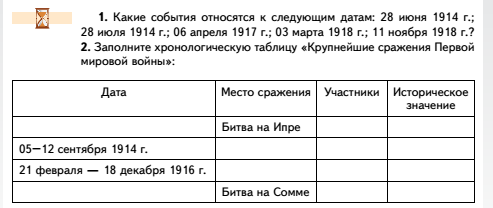 1. Какие события относятся к следующим датам: 28 июня 1914 г.;
28 июля 1914 г.; 06 апреля 1917 г.; 03 марта 1918 г.; 11 ноября 1918 г.?
2. Заполните хронологическую таблицу «Крупнейшие сражения Первой
мировой войны»:
Дата Место сражения Участники Историческое
значение
Битва на Ипре
05—12 сентября 1914 г.
21 февраля — 18 декабря 1916 г.
Битва на Сомме